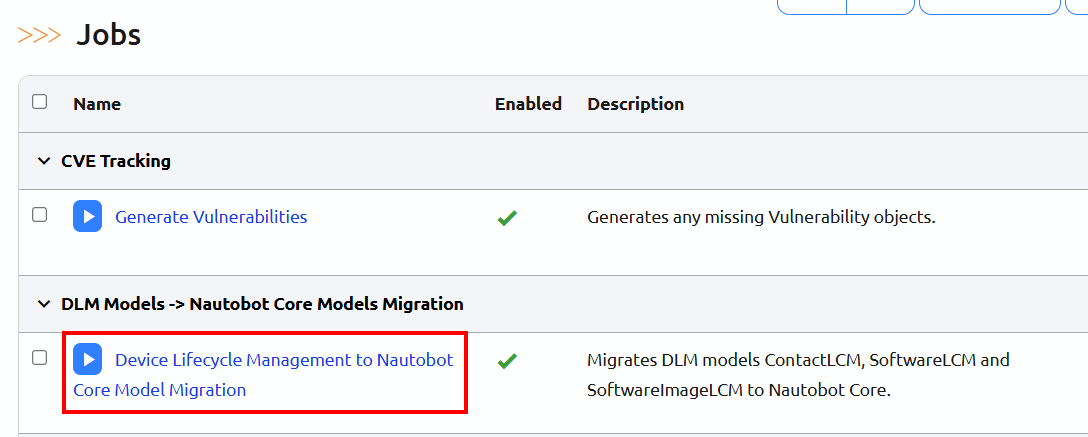 >>> Jobs
Name Enabled Description
CVE Tracking
Generate Vulnerabilities Generates any missing Vulnerability objects.
DLM Models -> Nautobot Core Models Migration
Device Lifecycle Management to Nautobot Migrates DLM models ContactLCM, SoftwareLCM and
Core Model Migration SoftwareImageLCM to Nautobot Core.